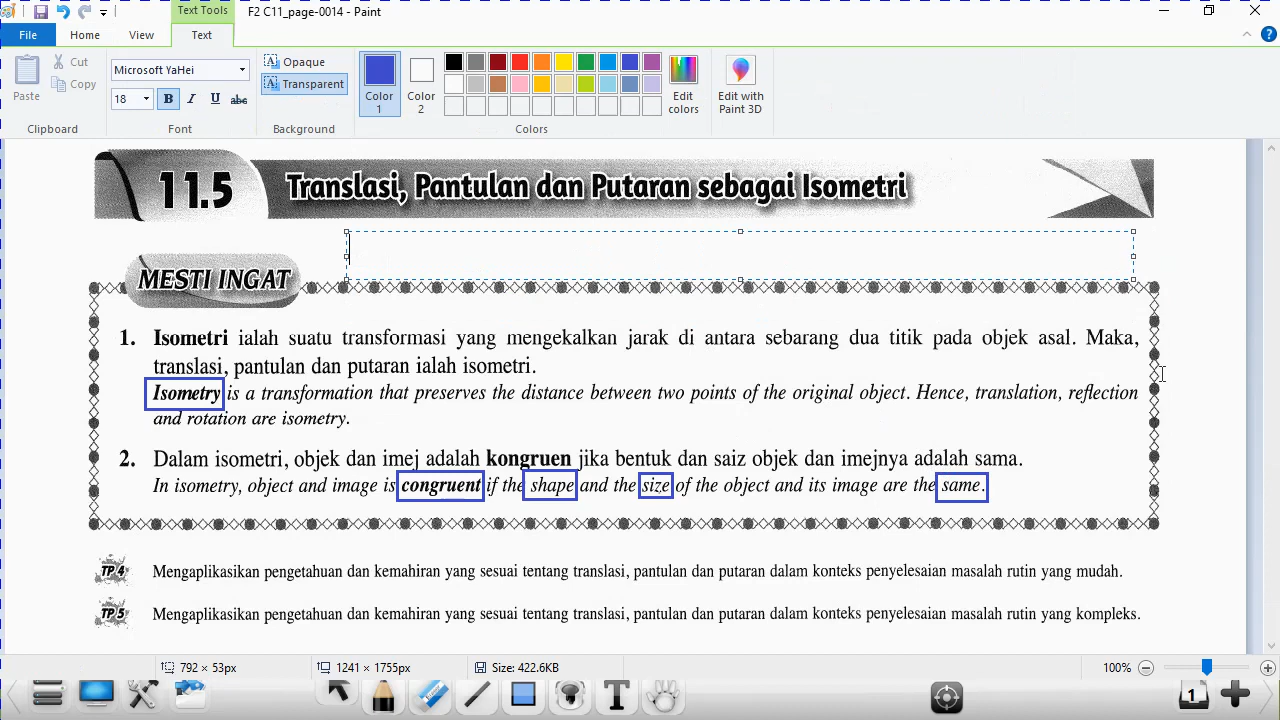 Text Tools
F2 C11_page-0014 - Paint
File
Home
View
Text
Paste
Cut
Copy
Clipboard
Microsoft YaHei
18
B
I
U
abc
Font
Opaque
Transparent
Background
Color
1
Color
2
Edit
colors
Edit with
Paint 3D
Colors
11.5
Translasi, Pantulan dan Putaran sebagai Isometri
MESTI INGAT
1. Isometri ialah suatu transformasi yang mengekalkan jarak di antara sebarang dua titik pada objek asal. Maka,
translasi, pantulan dan putaran ialah isometri.
Isometry is a transformation that preserves the distance between two points of the original object. Hence, translation, reflection
and rotation are isometry.
2. Dalam isometri, objek dan imej adalah kongruen jika bentuk dan saiz objek dan imejnya adalah sama.
In isometry, object and image is congruent if the shape and the size of the object and its image are the same.
TP 4 Mengaplikasikan pengetahuan dan kemahiran yang sesuai tentang translasi, pantulan dan putaran dalam konteks penyelesaian masalah rutin yang mudah.
TP 5 Mengaplikasikan pengetahuan dan kemahiran yang sesuai tentang translasi, pantulan dan putaran dalam konteks penyelesaian masalah rutin yang kompleks.
792 × 53px
1241 × 1755px
Size: 422.6KB
100%
T
1